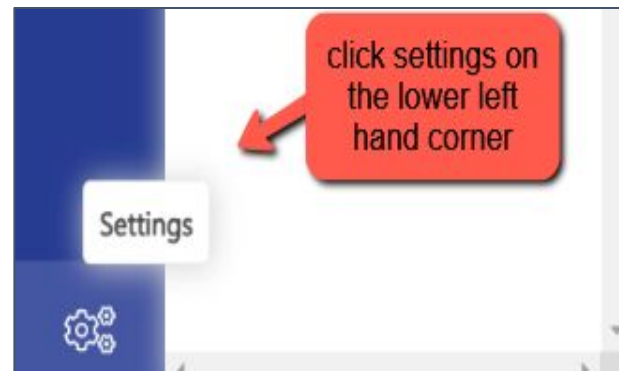 click settings on
the lower left
hand corner
Settings